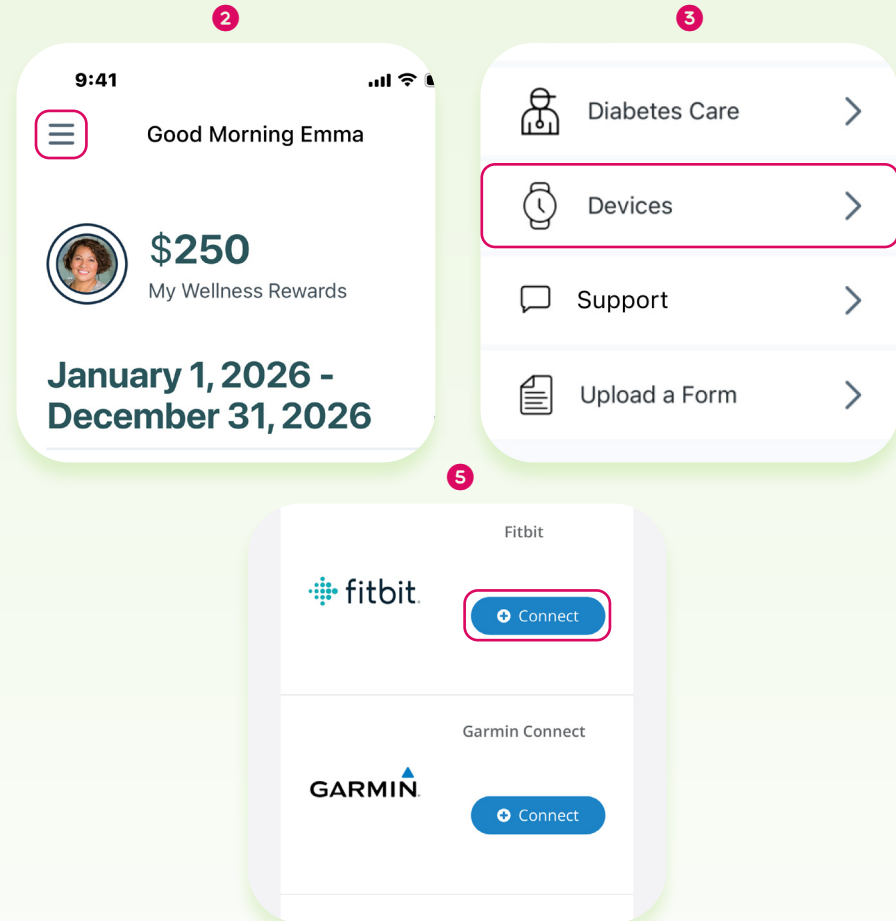 2
9:41
Good Morning Emma
$250
My Wellness Rewards
January 1, 2026 -
December 31, 2026
3
Diabetes Care
Devices
Support
Upload a Form
5
Fitbit
fitbit.
Connect
Garmin Connect
GARMIN.
Connect